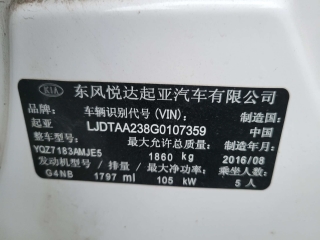 KIA 东风悦达起亚汽车有限公司
品牌: 车辆识别代号(VIN): 制造国:
起亚 LJDTAA238G0107359 中国
整车型号: 最大允许总质量: 制造年月:
YQZ7183AMJE5 1860 kg 2016/08
发动机型号/排量/最大净功率: 乘坐人数:
G4NB 1797 ml 105 kW 5 人